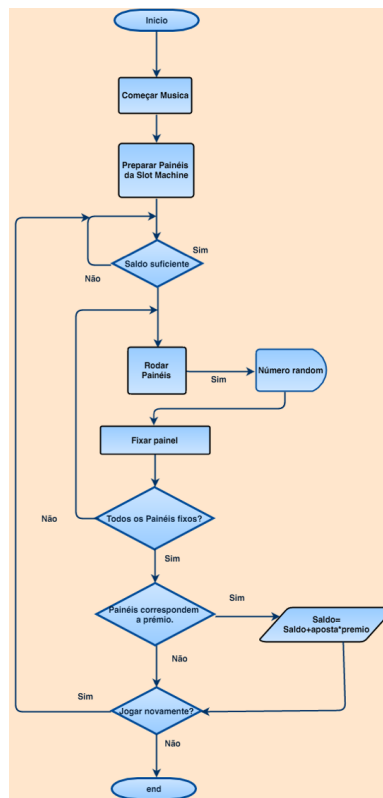 Inicio
Começar Musica
Preparar Painéis
da Slot Machine
Sim
Saldo suficiente
Não
Rodar
Painéis
Sim
Número random
Fixar painel
Todos os Painéis fixos?
Não
Sim
Painéis correspondem
a prémio.
Sim
Saldo=
Saldo+aposta*premio
Não
Sim
Jogar novamente?
Não
end